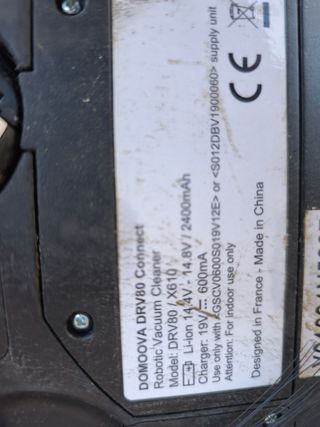 DOMOOVA DRV80 Connect
Robotic Vacuum Cleaner
Model: DRV80 / X610
Li-Ion 14.4V - 14.8V / 2400mAh
Charger: 19V 600mA
Use only with <GSCV0600S019V12E> or <S012DBV1900060> supply unit
Attention: For indoor use only
Designed in France - Made in China
CE